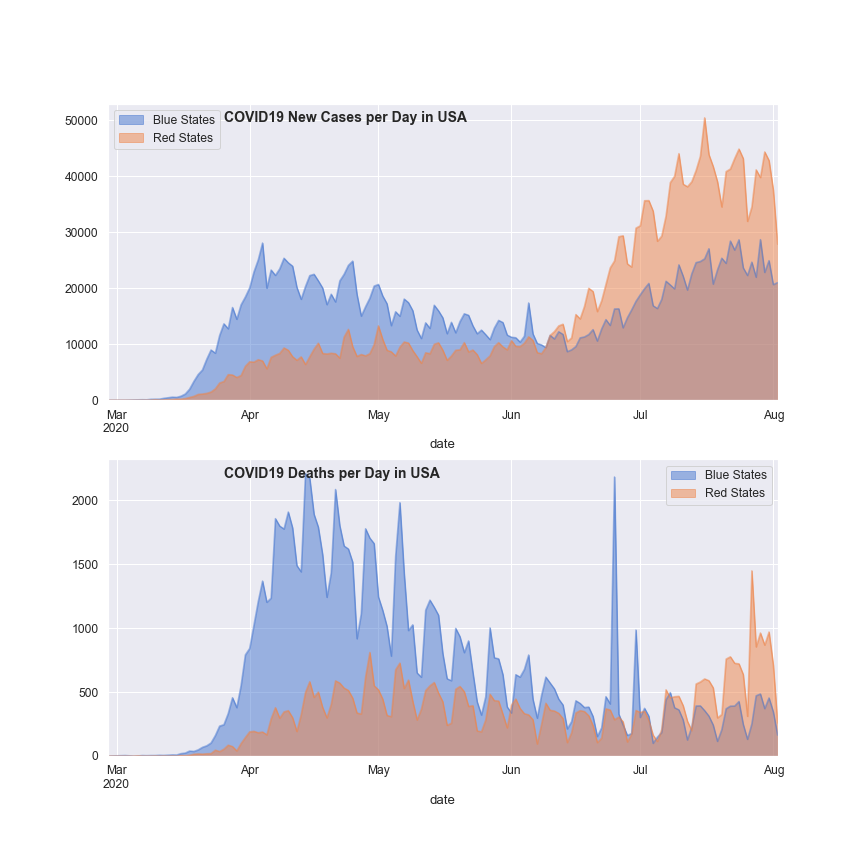 COVID19 New Cases per Day in USA
Blue States
Red States
50000
40000
30000
20000
10000
0
Mar Apr May Jun Jul Aug
2020
date
COVID19 Deaths per Day in USA
Blue States
Red States
2000
1500
1000
500
0
Mar Apr May Jun Jul Aug
2020
date